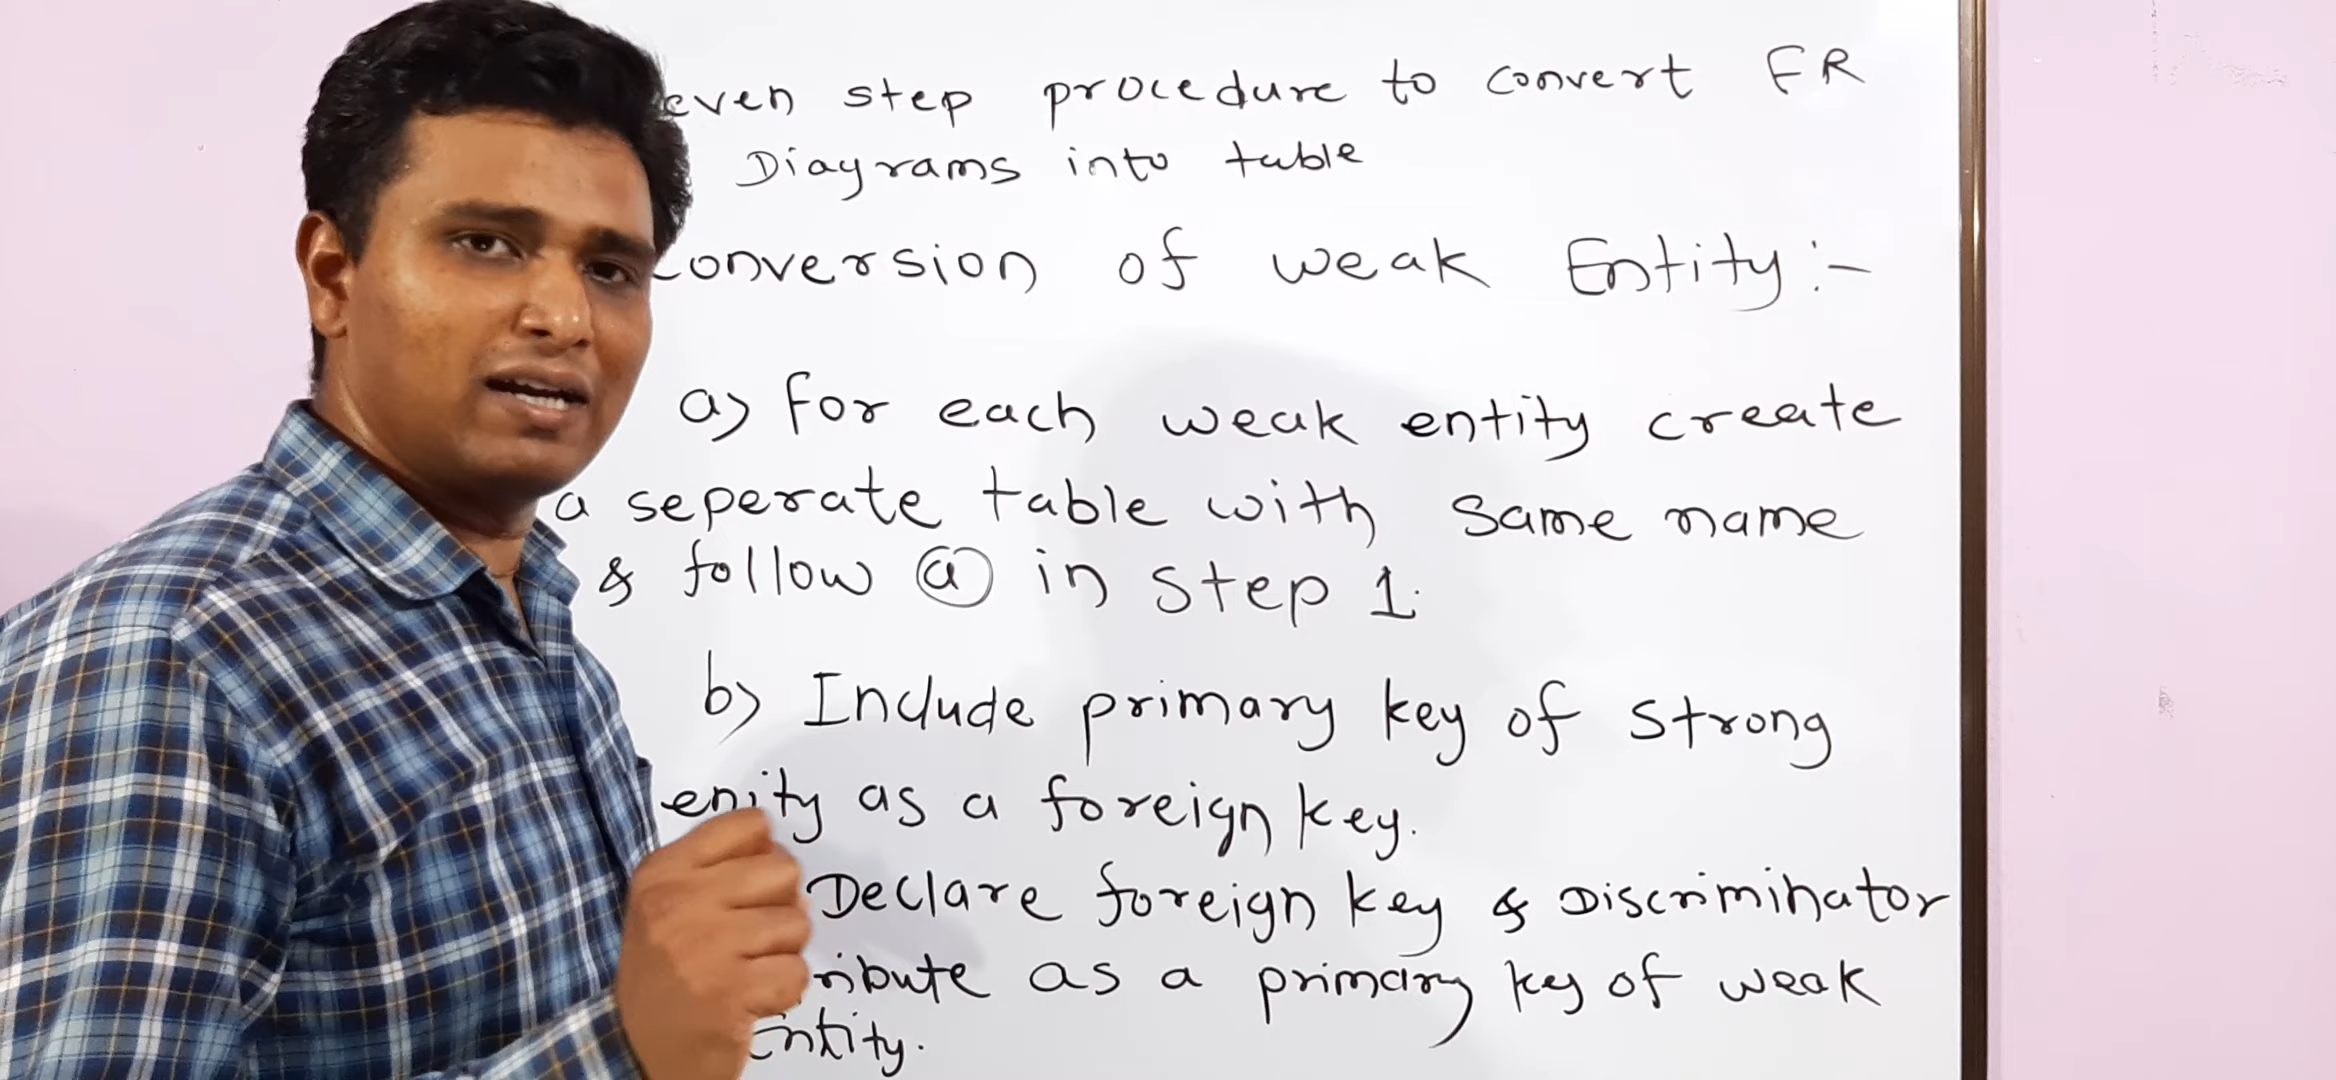 even step procedure to convert ER
Diagrams into table
conversion of weak Entity :-
a) for each weak entity create
a seperate table with same name
& follow (a) in step 1.
b) Include primary key of strong
enity as a foreign key.
Declare foreign key & Discriminator
ribute as a primary key of weak
Entity.